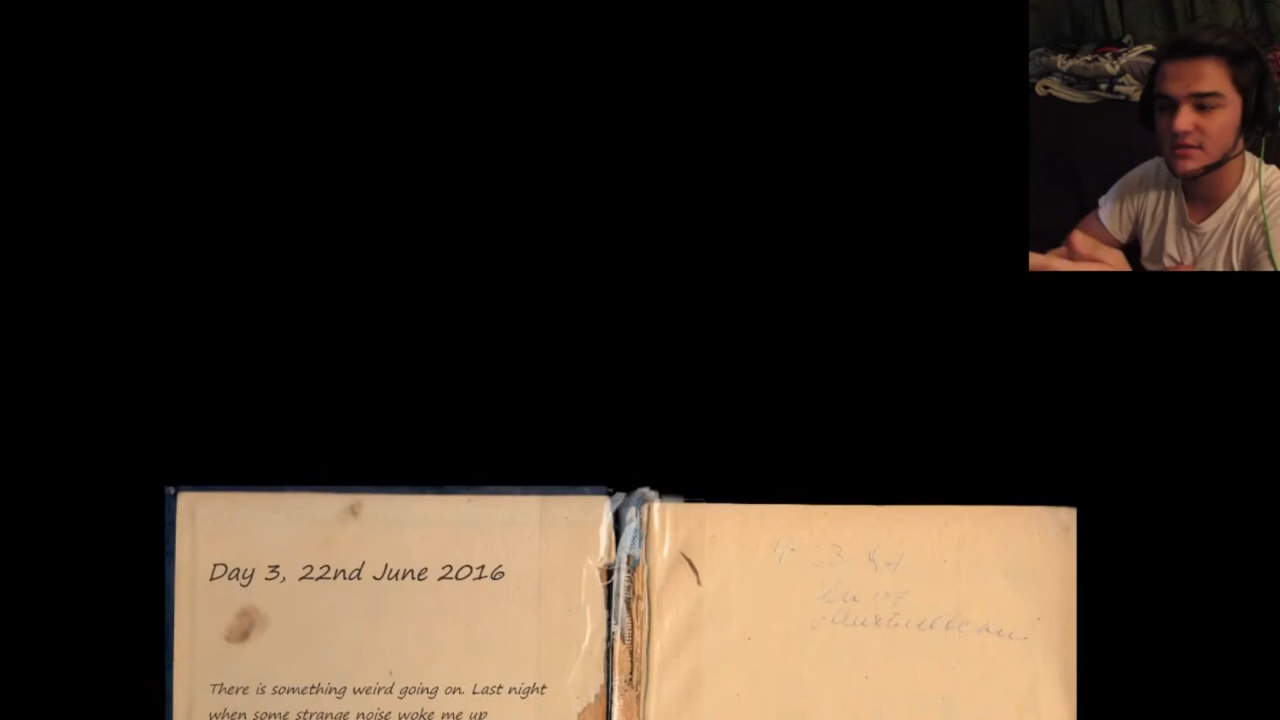 Day 3, 22nd June 2016
There is something weird going on. Last night
when some strange noise woke me up